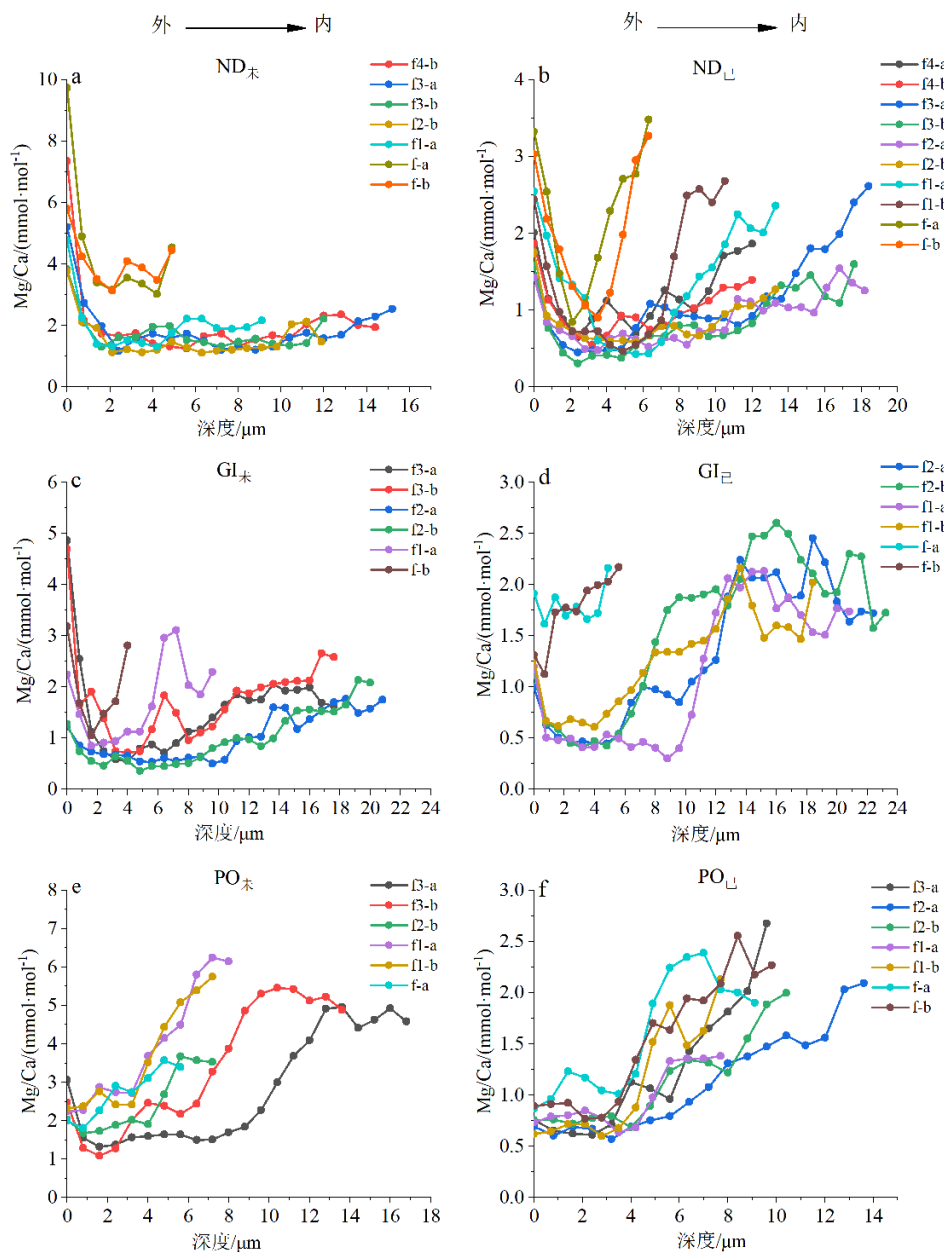 外 内
外 内
a ND未
f4-b
f3-a
f3-b
f2-b
f1-a
f-a
f-b
Mg/Ca/(mmol·mol⁻¹)
10
8
6
4
2
0
0 2 4 6 8 10 12 14 16
深度/μm
b ND已
f4-a
f4-b
f3-a
f3-b
f2-a
f2-b
f1-a
f1-b
f-a
f-b
Mg/Ca/(mmol·mol⁻¹)
4
3
2
1
0
0 2 4 6 8 10 12 14 16 18 20
深度/μm
c GI未
f3-a
f3-b
f2-a
f2-b
f1-a
f-b
Mg/Ca/(mmol·mol⁻¹)
6
5
4
3
2
1
0
0 2 4 6 8 10 12 14 16 18 20 22
深度/μm
d GI已
f2-a
f2-b
f1-a
f1-b
f-a
f-b
Mg/Ca/(mmol·mol⁻¹)
3.0
2.5
2.0
1.5
1.0
0.5
0.0
0 2 4 6 8 10 12 14 16 18 20 22 24
深度/μm
e PO未
f3-a
f3-b
f2-b
f1-a
f1-b
f-a
Mg/Ca/(mmol·mol⁻¹)
8
7
6
5
4
3
2
1
0
0 2 4 6 8 10 12 14 16 18
深度/μm
f PO已
f3-a
f2-a
f2-b
f1-a
f1-b
f-a
f-b
Mg/Ca/(mmol·mol⁻¹)
3.0
2.5
2.0
1.5
1.0
0.5
0.0
0 2 4 6 8 10 12 14
深度/μm